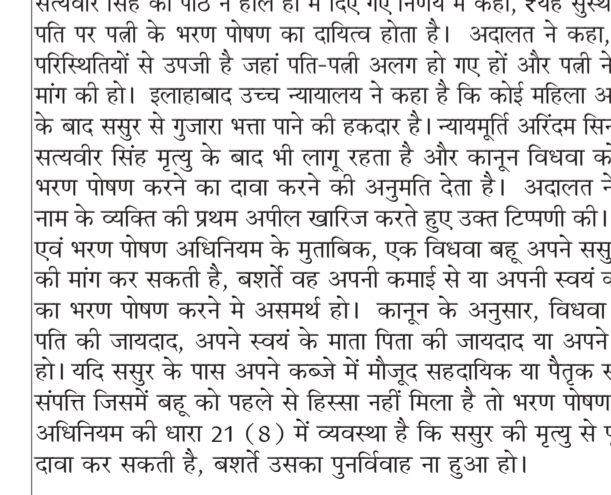 सत्यवीर सिंह की पीठ ने हाल ही में दिए गए निर्णय में कहा, रयह
पति पर पत्नी के भरण पोषण का दायित्व होता है। अदालत ने कहा,
परिस्थितियों से उपजी है जहां पति-पत्नी अलग हो गए हों और पत्नी ने
मांग की हो। इलाहाबाद उच्च न्यायालय ने कहा है कि कोई महिला
के बाद ससुर से गुजारा भत्ता पाने की हकदार है। न्यायमूर्ति अरिंदम
सत्यवीर सिंह मृत्यु के बाद भी लागू रहता है और कानून विधवा
भरण पोषण करने का दावा करने की अनुमति देता है। अदालत ने
नाम के व्यक्ति की प्रथम अपील खारिज करते हुए उक्त टिप्पणी की।
एवं भरण पोषण अधिनियम के मुताबिक, एक विधवा बहू अपने
की मांग कर सकती है, बशर्ते वह अपनी कमाई से या अपनी स्वयं
का भरण पोषण करने मे असमर्थ हो। कानून के अनुसार, विधवा
पति की जायदाद, अपने स्वयं के माता पिता की जायदाद या अपने
हो। यदि ससुर के पास अपने कब्जे में मौजूद सहदायिक या पैतृक
संपत्ति जिसमें बहू को पहले से हिस्सा नहीं मिला है तो भरण पोषण
अधिनियम की धारा 21 (8) में व्यवस्था है कि ससुर की मृत्यु से
दावा कर सकती है, बशर्ते उसका पुनर्विवाह ना हुआ हो।